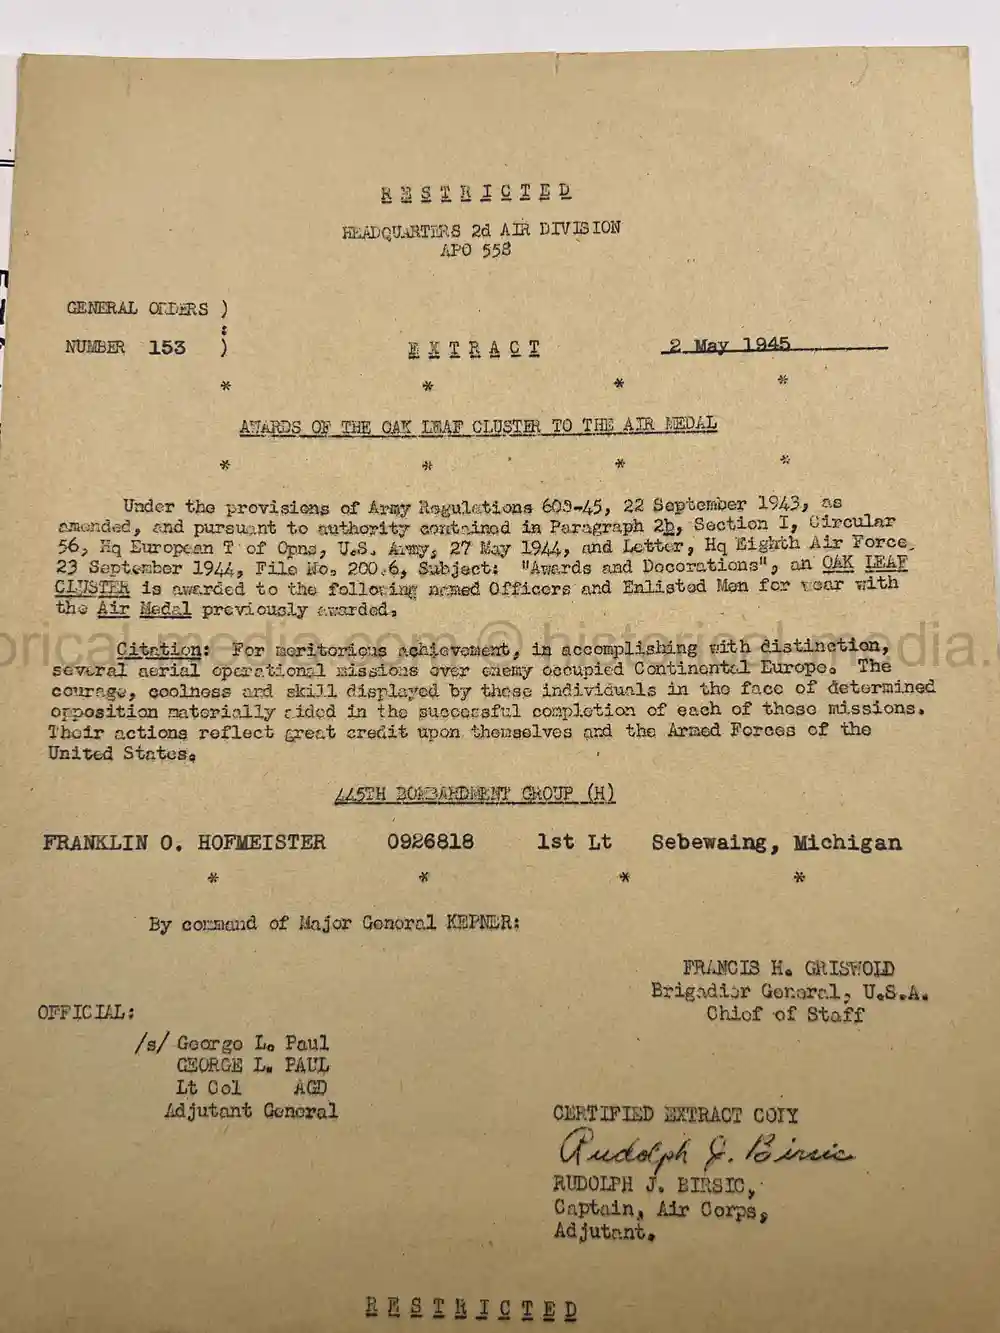 RESTRICTED
HEADQUARTERS 2d AIR DIVISION
APO 558
GENERAL ORDERS )
:
NUMBER 153 ) EXTRACT 2 May 1945
* * * *
AWARDS OF THE OAK LEAF CLUSTER TO THE AIR MEDAL
* * * *
Under the provisions of Army Regulations 600-45, 22 September 1943, as
amended, and pursuant to authority contained in Paragraph 2b, Section I, Circular
56, Hq European T of Opns, U.S. Army, 27 May 1944, and Letter, Hq Eighth Air Force,
23 September 1944, File No. 200.6, Subject: "Awards and Decorations", an OAK LEAF
CLUSTER is awarded to the following named Officers and Enlisted Men for wear with
the Air Medal previously awarded.
Citation: For meritorious achievement, in accomplishing with distinction,
several aerial operational missions over enemy occupied Continental Europe. The
courage, coolness and skill displayed by these individuals in the face of determined
opposition materially aided in the successful completion of each of these missions.
Their actions reflect great credit upon themselves and the Armed Forces of the
United States.
445TH BOMBARDMENT GROUP (H)
FRANKLIN O. HOFMEISTER 0926818 1st Lt Sebewaing, Michigan
* * * *
By command of Major General KEPNER:
FRANCIS H. GRISWOLD
Brigadier General, U.S.A.
Chief of Staff
OFFICIAL:
/s/ George L. Paul
GEORGE L. PAUL
Lt Col AGD
Adjutant General
CERTIFIED EXTRACT COPY
Rudolph J. Birsic
RUDOLPH J. BIRSIC,
Captain, Air Corps,
Adjutant.
RESTRICTED